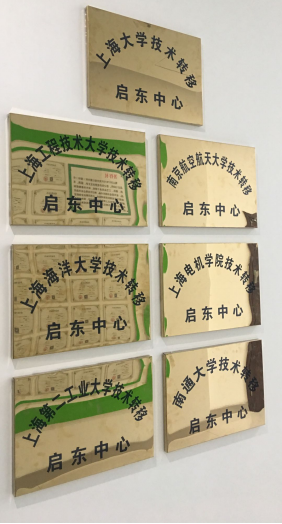 上海大学技术转移
启东中心
上海工程技术大学技术转移
启东中心
南京航空航天大学技术转移
启东中心
上海海洋大学技术转移
启东中心
上海电机学院技术转移
启东中心
上海第二工业大学技术转移
启东中心
南通大学技术转移
启东中心